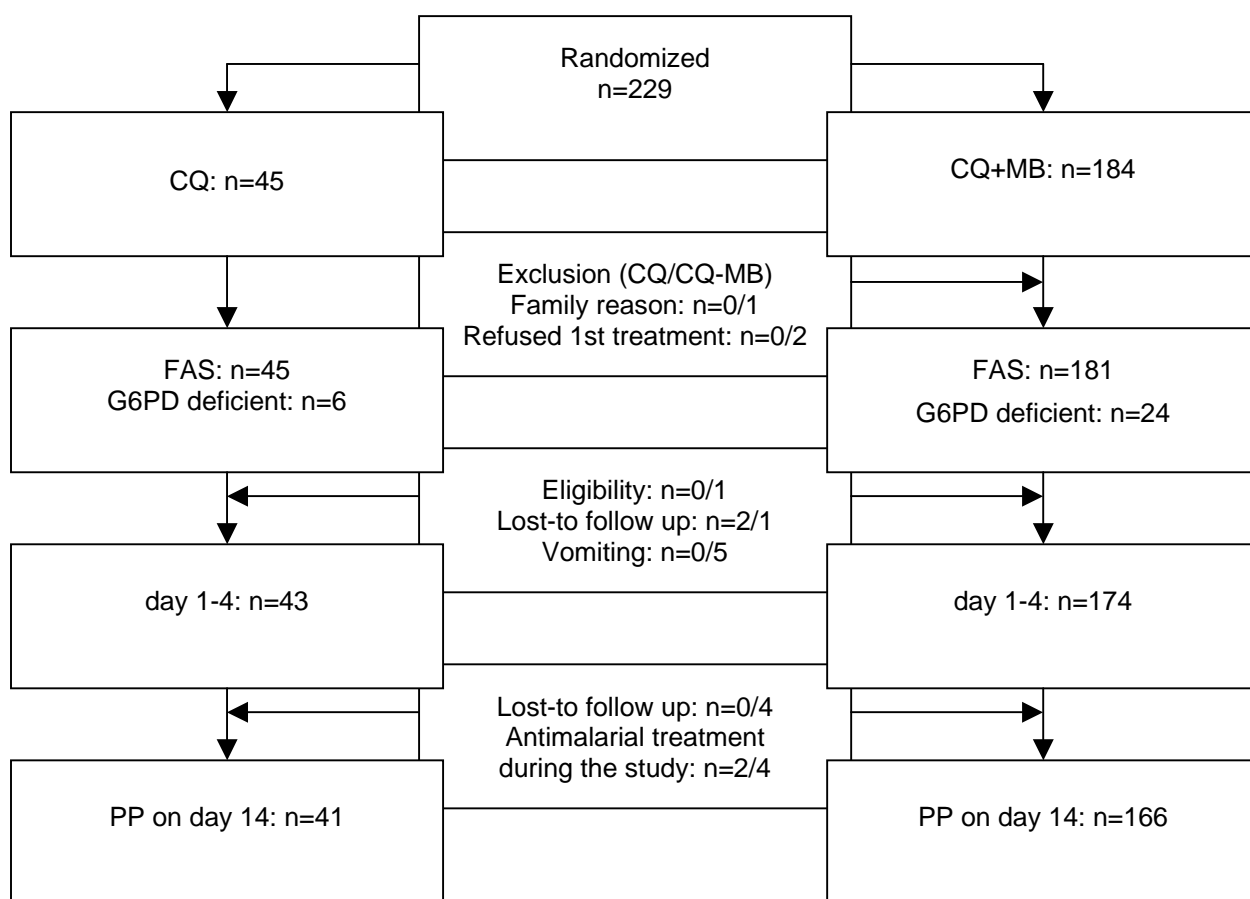 Randomized
n=229
CQ: n=45
CQ+MB: n=184
Exclusion (CQ/CQ-MB)
Family reason: n=0/1
Refused 1st treatment: n=0/2
FAS: n=45
G6PD deficient: n=6
FAS: n=181
G6PD deficient: n=24
Eligibility: n=0/1
Lost-to follow up: n=2/1
Vomiting: n=0/5
day 1-4: n=43
day 1-4: n=174
Lost-to follow up: n=0/4
Antimalarial treatment
during the study: n=2/4
PP on day 14: n=41
PP on day 14: n=166